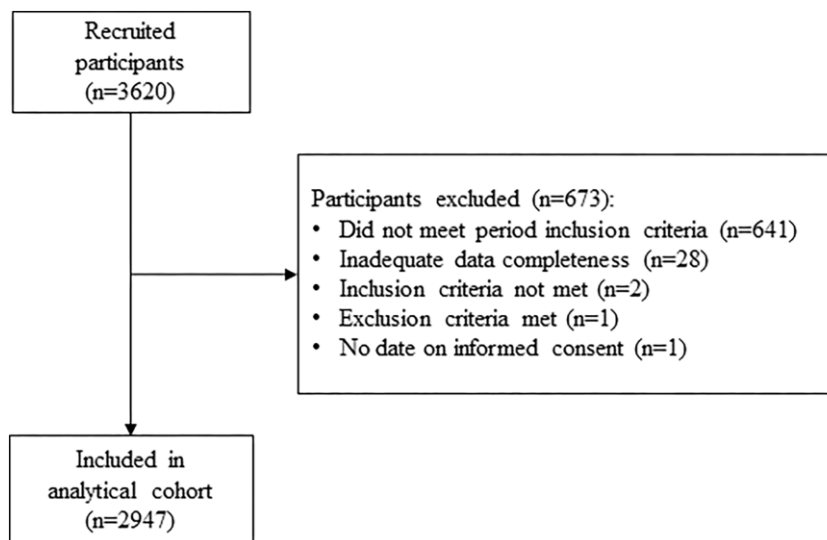 Recruited
participants
(n=3620)
Participants excluded (n=673):
• Did not meet period inclusion criteria (n=641)
• Inadequate data completeness (n=28)
• Inclusion criteria not met (n=2)
• Exclusion criteria met (n=1)
• No date on informed consent (n=1)
Included in
analytical cohort
(n=2947)